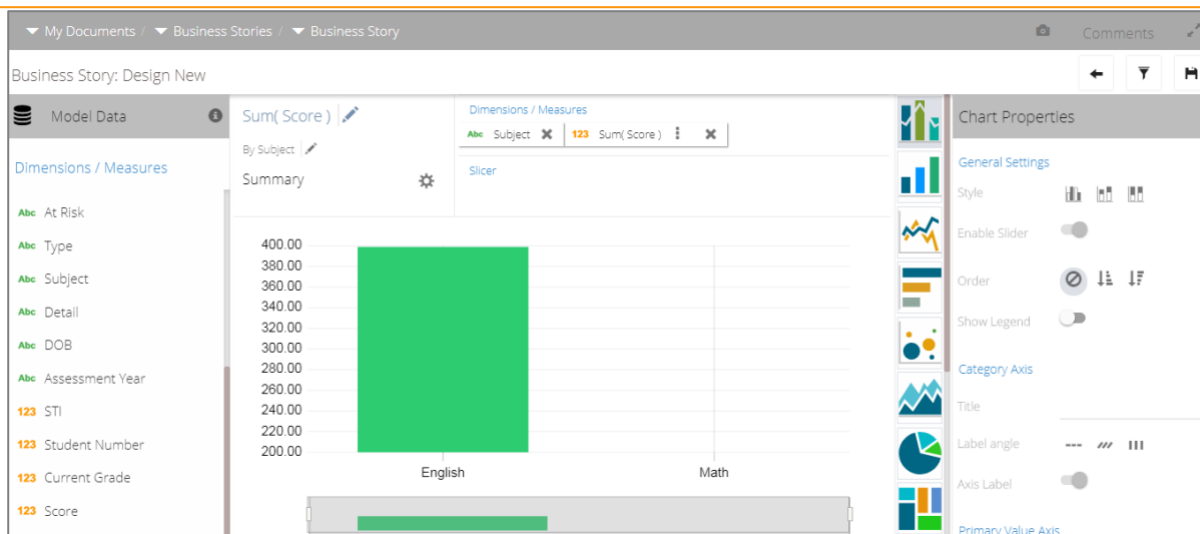 My Documents / Business Stories / Business Story Comments
Business Story: Design New
Model Data
Dimensions / Measures
Abc At Risk
Abc Type
Abc Subject
Abc Detail
Abc DOB
Abc Assessment Year
123 STI
123 Student Number
123 Current Grade
123 Score
Sum( Score )
By Subject
Summary
Dimensions / Measures
Abc Subject 123 Sum( Score )
Slicer
400.00
380.00
360.00
340.00
320.00
300.00
280.00
260.00
240.00
220.00
200.00
English Math
Chart Properties
General Settings
Style
Enable Slider
Order
Show Legend
Category Axis
Title
Label angle
Axis Label
Primary Value Axis